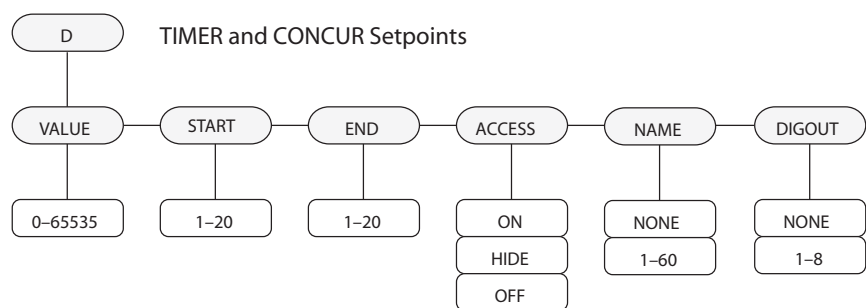 D
TIMER and CONCUR Setpoints
VALUE
START
END
ACCESS
NAME
DIGOUT
0–65535
1–20
1–20
ON
HIDE
OFF
NONE
1–60
NONE
1–8